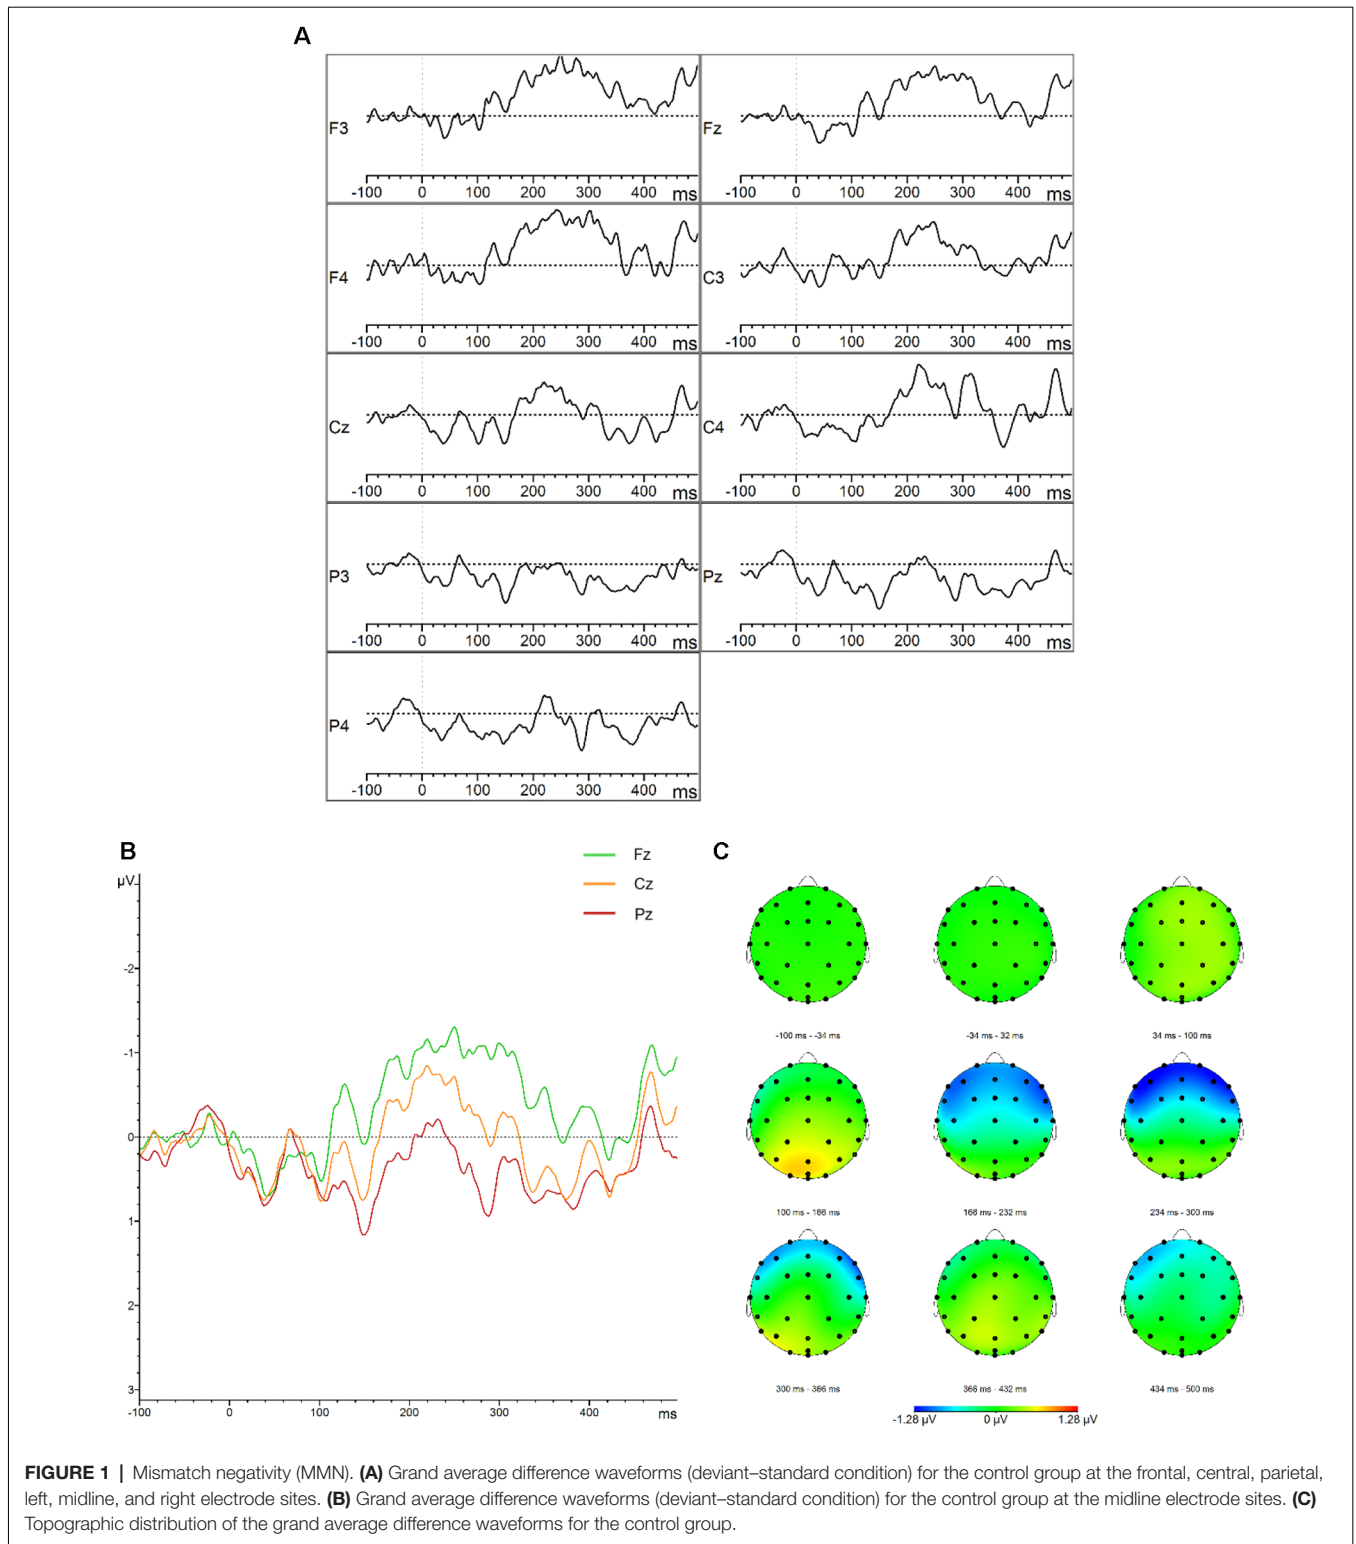 A
F3
-100 0 100 200 300 400 ms
Fz
-100 0 100 200 300 400 ms
F4
-100 0 100 200 300 400 ms
C3
-100 0 100 200 300 400 ms
Cz
-100 0 100 200 300 400 ms
C4
-100 0 100 200 300 400 ms
P3
-100 0 100 200 300 400 ms
Pz
-100 0 100 200 300 400 ms
P4
-100 0 100 200 300 400 ms
B
µV
Fz
Cz
Pz
-2
-1
0
1
2
3
-100 0 100 200 300 400 ms
C
-100 ms - -34 ms
-34 ms - 32 ms
34 ms - 100 ms
100 ms - 166 ms
166 ms - 232 ms
234 ms - 300 ms
300 ms - 366 ms
366 ms - 432 ms
434 ms - 500 ms
-1.28 µV 0 µV 1.28 µV
FIGURE 1 | Mismatch negativity (MMN). (A) Grand average difference waveforms (deviant–standard condition) for the control group at the frontal, central, parietal,
left, midline, and right electrode sites. (B) Grand average difference waveforms (deviant–standard condition) for the control group at the midline electrode sites. (C)
Topographic distribution of the grand average difference waveforms for the control group.